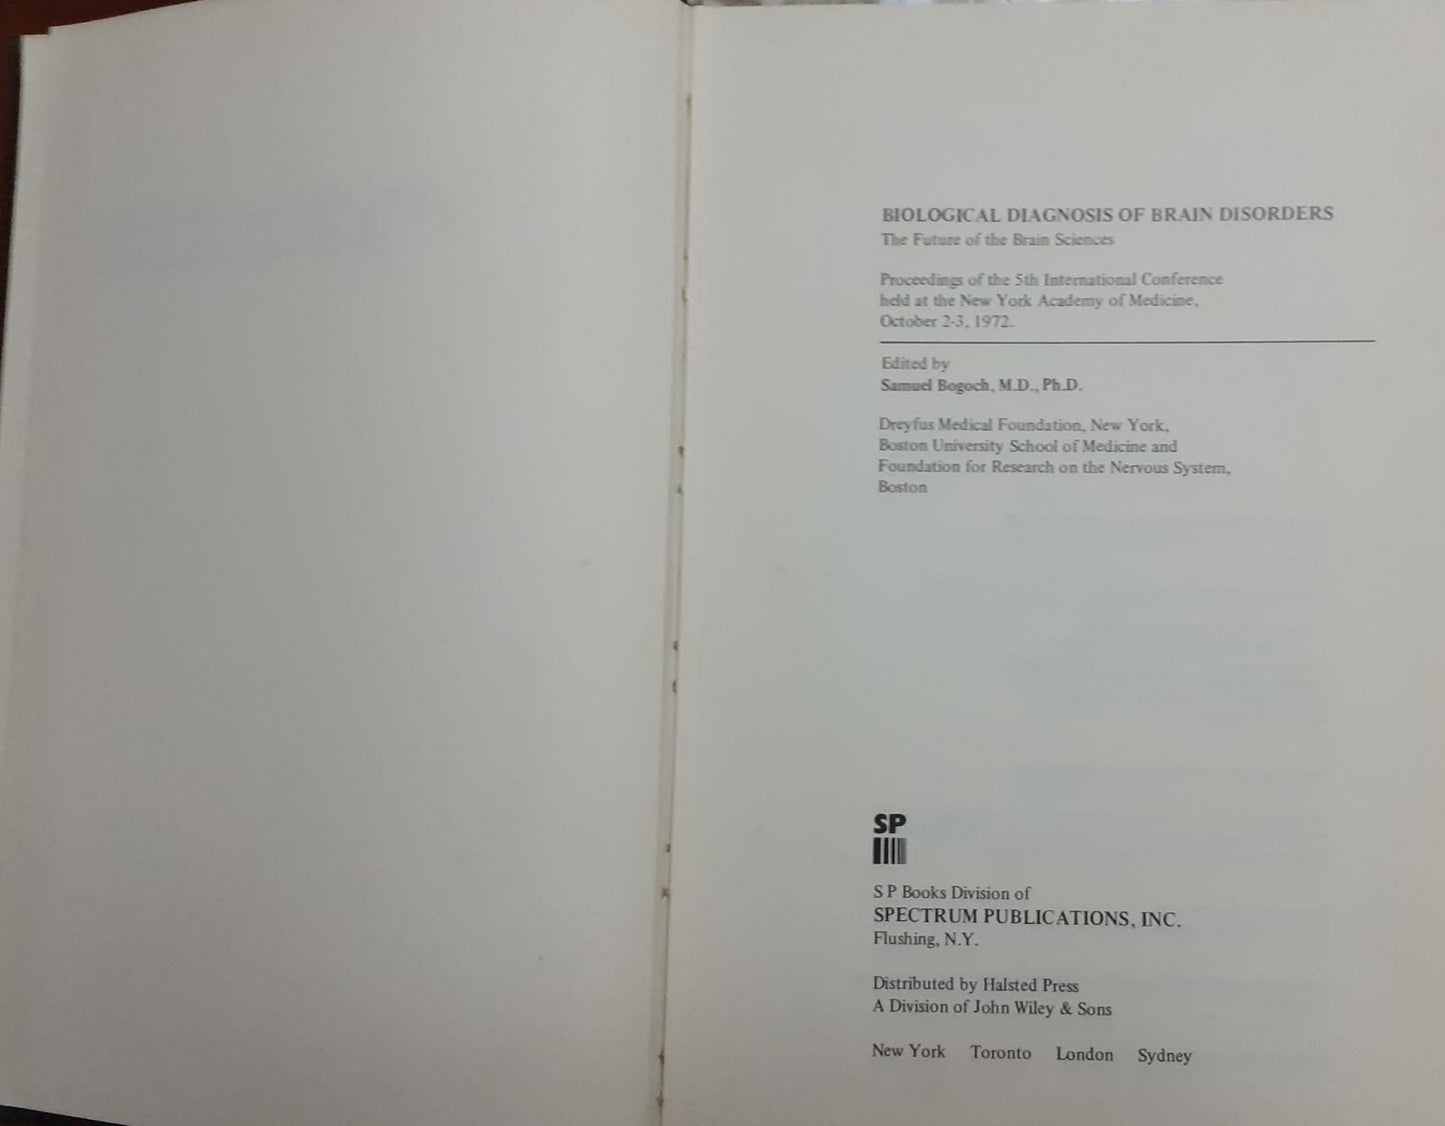 BIOLOGICAL DIAGNOSIS OF BRAIN DISORDERS
The Future of the Brain Sciences
Proceedings of the 5th International Conference
held at the New York Academy of Medicine,
October 2-3, 1972.
Edited by
Samuel Bogoch, M.D., Ph.D.
Dreyfus Medical Foundation, New York,
Boston University School of Medicine and
Foundation for Research on the Nervous System,
Boston
SP
S P Books Division of
SPECTRUM PUBLICATIONS, INC.
Flushing, N.Y.
Distributed by Halsted Press
A Division of John Wiley & Sons
New York Toronto London Sydney